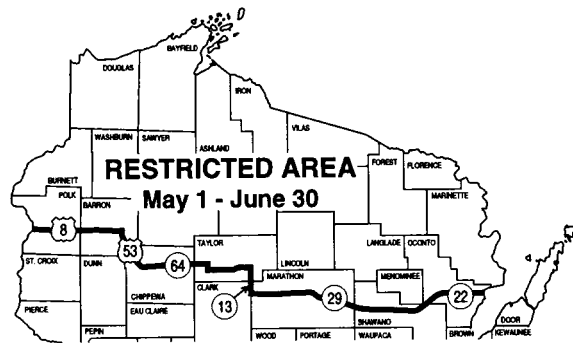 BAYFIELD
DOUGLAS
IRON
VILAS
WASHBURN
SAWYER
ASHLAND
FOREST
FLORENCE
RESTRICTED AREA
May 1 - June 30
BURNETT
POLK
BARRON
MARINETTE
8
53
TAYLOR
LINCOLN
LANGLADE
OCONTO
ST. CROIX
DUNN
64
CLARK
MARATHON
MENOMINEE
CHIPPEWA
13
29
22
PIERCE
EAU CLAIRE
SHAWANO
DOOR
PEPIN
WOOD
PORTAGE
WAUPACA
BROWN
KEWAUNEE